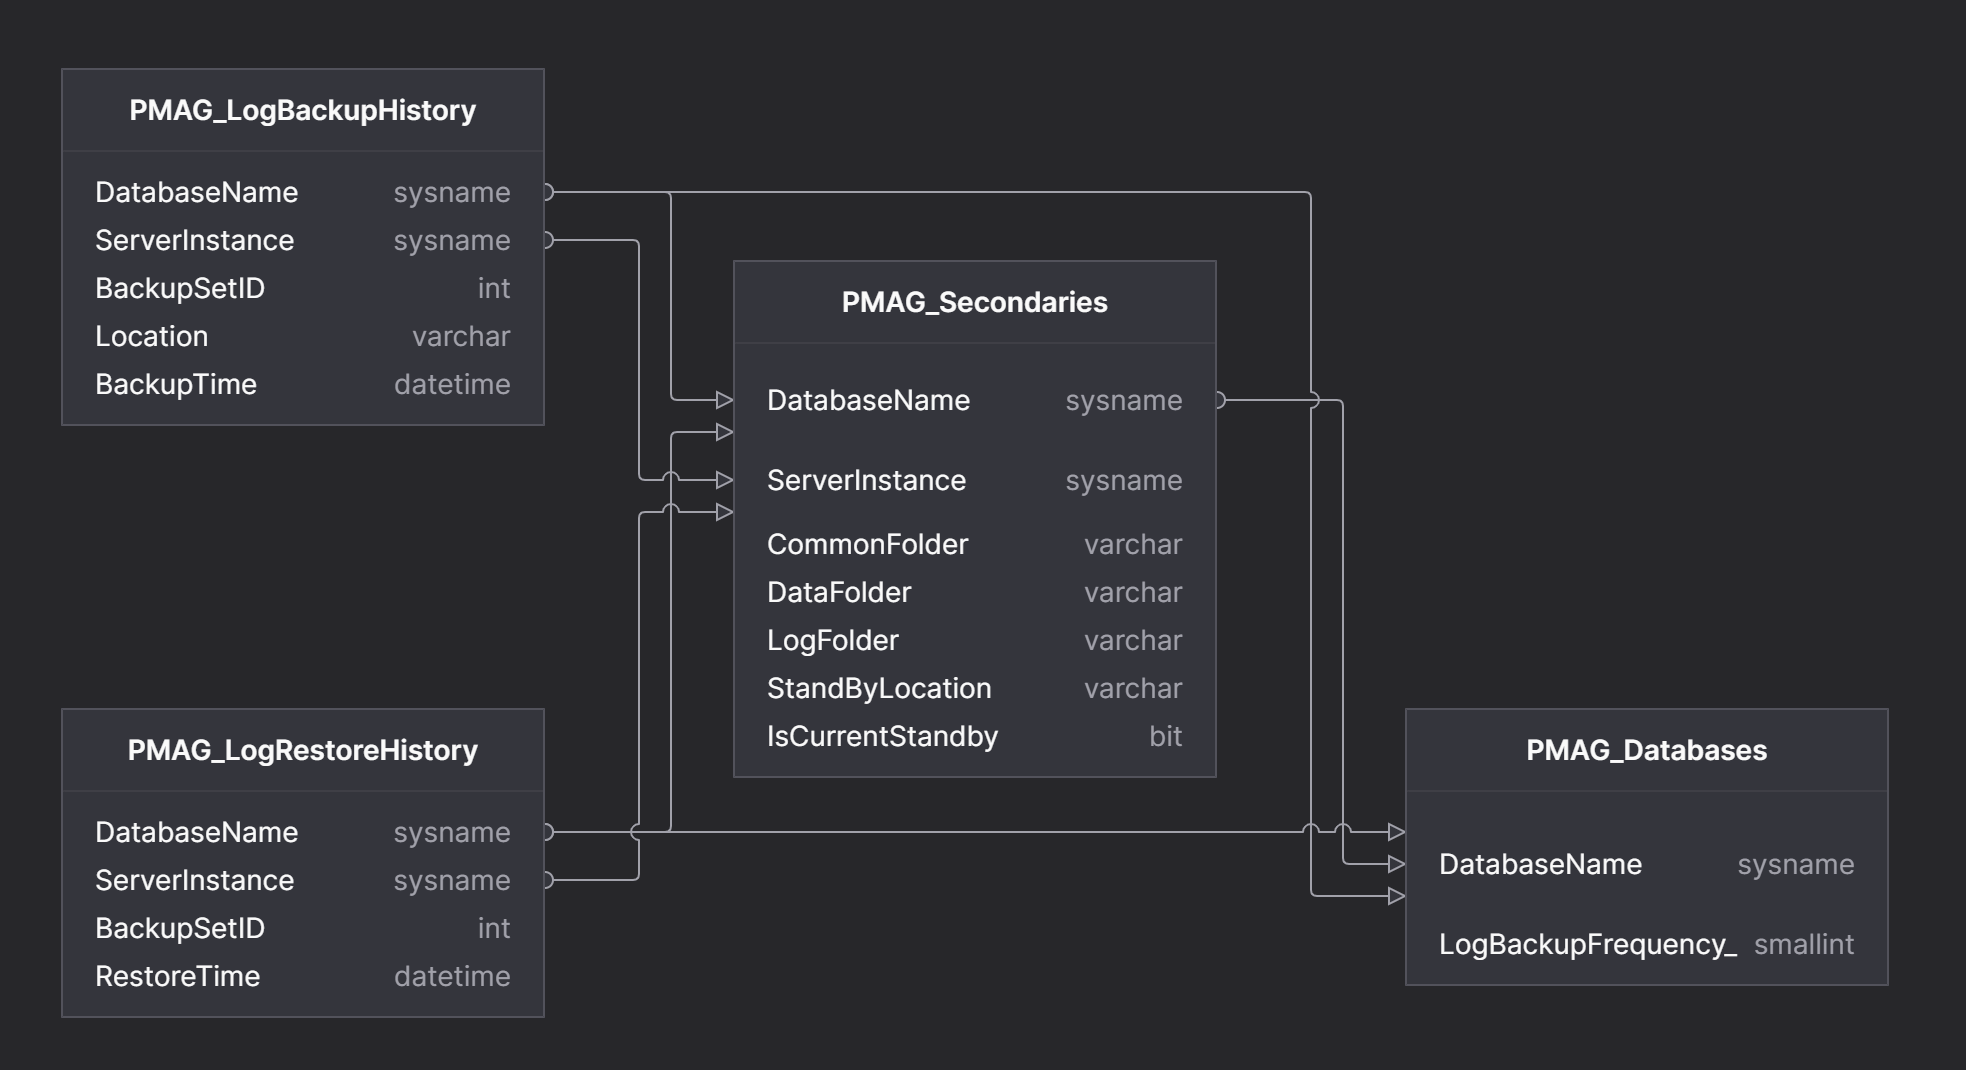 PMAG_LogBackupHistory
DatabaseName sysname
ServerInstance sysname
BackupSetID int
Location varchar
BackupTime datetime
PMAG_Secondaries
DatabaseName sysname
ServerInstance sysname
CommonFolder varchar
DataFolder varchar
LogFolder varchar
StandByLocation varchar
IsCurrentStandby bit
PMAG_LogRestoreHistory
DatabaseName sysname
ServerInstance sysname
BackupSetID int
RestoreTime datetime
PMAG_Databases
DatabaseName sysname
LogBackupFrequency_ smallint